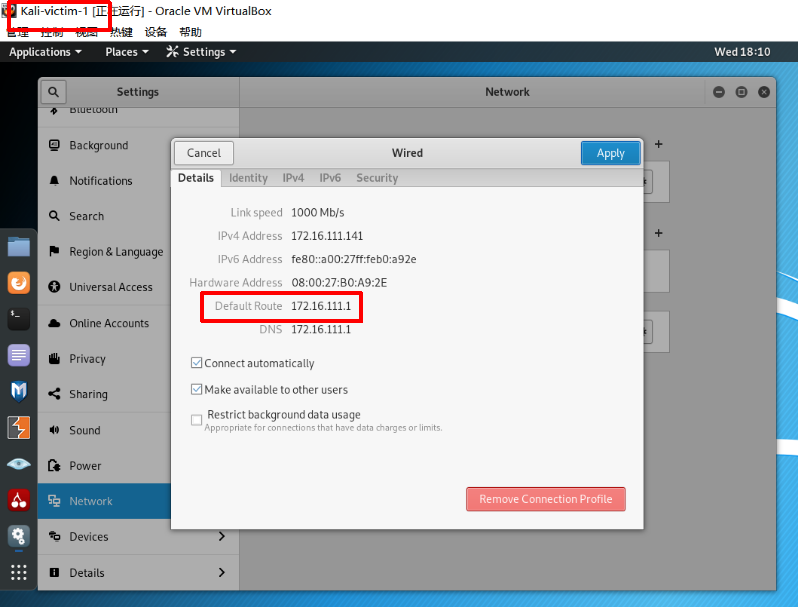 Kali-victim-1 [正在运行] - Oracle VM VirtualBox
管理 控制 视图 热键 设备 帮助
Applications Places Settings Wed 18:10
Settings Network
Bluetooth
Background
Notifications
Search
Region & Language
Universal Access
Online Accounts
Privacy
Sharing
Sound
Power
Network
Devices
Details
Cancel Wired Apply
Details Identity IPv4 IPv6 Security
Link speed 1000 Mb/s
IPv4 Address 172.16.111.141
IPv6 Address fe80::a00:27ff:feb0:a92e
Hardware Address 08:00:27:B0:A9:2E
Default Route 172.16.111.1
DNS 172.16.111.1
Connect automatically
Make available to other users
Restrict background data usage
Appropriate for connections that have data charges or limits.
Remove Connection Profile